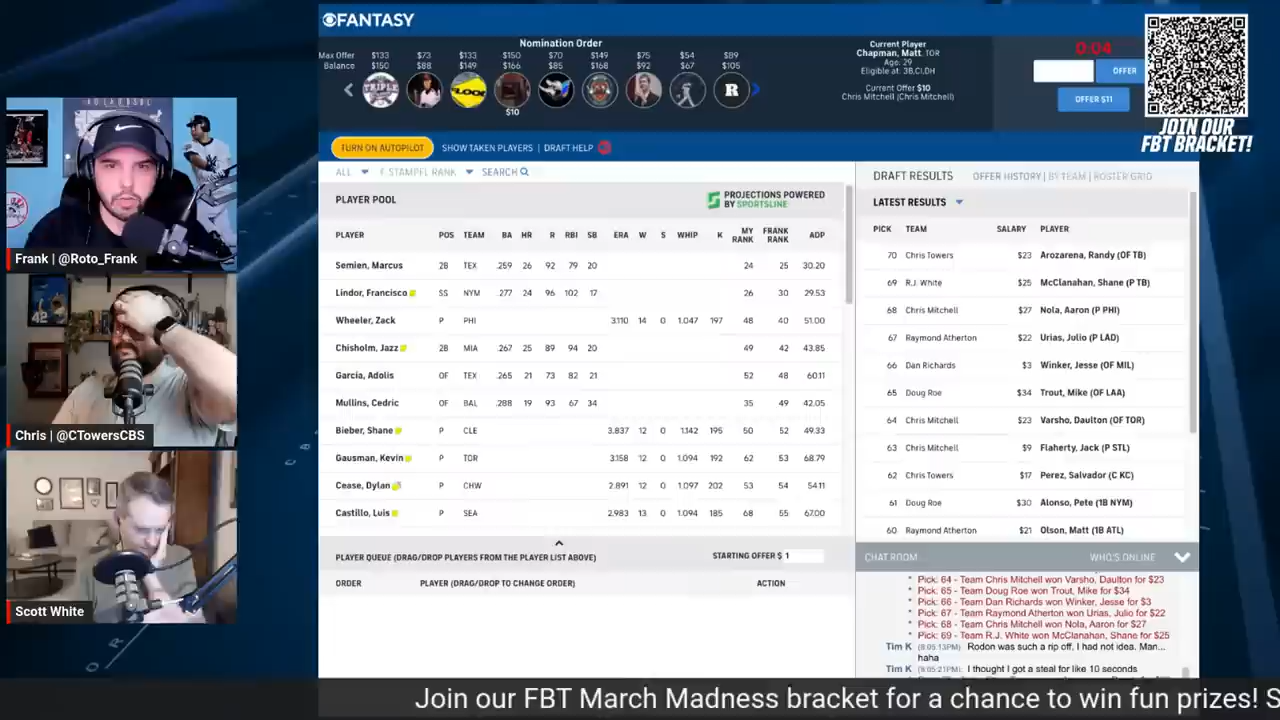 FANTASY
Nomination Order
Max Offer $133 $73 $133 $150 $70 $149 $75 $54 $89
Balance $150 $88 $149 $166 $85 $168 $92 $67 $105
TRIPLE
R
$10
Current Player
Chapman, Matt TOR
Age: 29
Eligible at: 3B,CI,DH
Current Offer $10
Chris Mitchell (Chris Mitchell)
0:04
OFFER
OFFER $11
JOIN OUR
FBT BRACKET!
TURN ON AUTOPILOT
SHOW TAKEN PLAYERS | DRAFT HELP
ALL
F STAMPFL RANK
SEARCH
PLAYER POOL
PROJECTIONS POWERED
BY SPORTSLINE
PLAYER POS TEAM BA HR R RBI SB ERA W S WHIP K MY RANK FRANK RANK ADP
Semien, Marcus 2B TEX .259 26 92 79 20 24 25 30.20
Lindor, Francisco SS NYM .277 24 96 102 17 26 30 29.53
Wheeler, Zack P PHI 3.110 14 0 1.047 197 48 40 51.00
Chisholm, Jazz 2B MIA .267 25 89 94 20 49 42 43.85
Garcia, Adolis OF TEX .265 21 73 82 21 52 48 60.11
Mullins, Cedric OF BAL .288 19 93 67 34 35 49 42.05
Bieber, Shane P CLE 3.837 12 0 1.142 195 50 52 49.33
Gausman, Kevin P TOR 3.158 12 0 1.094 192 62 53 68.79
Cease, Dylan P CHW 2.891 12 0 1.097 202 53 54 54.11
Castillo, Luis P SEA 2.983 13 0 1.094 185 68 55 67.00
PLAYER QUEUE (DRAG/DROP PLAYERS FROM THE PLAYER LIST ABOVE)
STARTING OFFER $ 1
ORDER PLAYER (DRAG/DROP TO CHANGE ORDER) ACTION
DRAFT RESULTS
OFFER HISTORY | BY TEAM | ROSTER GRID
LATEST RESULTS
PICK TEAM SALARY PLAYER
70 Chris Towers $23 Arozarena, Randy (OF TB)
69 R.J. White $25 McClanahan, Shane (P TB)
68 Chris Mitchell $27 Nola, Aaron (P PHI)
67 Raymond Atherton $22 Urias, Julio (P LAD)
66 Dan Richards $3 Winker, Jesse (OF MIL)
65 Doug Roe $34 Trout, Mike (OF LAA)
64 Chris Mitchell $23 Varsho, Daulton (OF TOR)
63 Chris Mitchell $9 Flaherty, Jack (P STL)
62 Chris Towers $17 Perez, Salvador (C KC)
61 Doug Roe $30 Alonso, Pete (1B NYM)
60 Raymond Atherton $21 Olson, Matt (1B ATL)
CHAT ROOM
WHO'S ONLINE
* Pick: 64 - Team Chris Mitchell won Varsho, Daulton for $23
* Pick: 65 - Team Doug Roe won Trout, Mike for $34
* Pick: 66 - Team Dan Richards won Winker, Jesse for $3
* Pick: 67 - Team Raymond Atherton won Urias, Julio for $22
* Pick: 68 - Team Chris Mitchell won Nola, Aaron for $27
* Pick: 69 - Team R.J. White won McClanahan, Shane for $25
Tim K (8:05:13PM): Rodon was such a rip off, I had not idea. Man...
haha
Tim K (8:05:21PM): I thought I got a steal for like 10 seconds
Frank | @Roto_Frank
Chris | @CTowersCBS
Scott White
Join our FBT March Madness bracket for a chance to win fun prizes! S